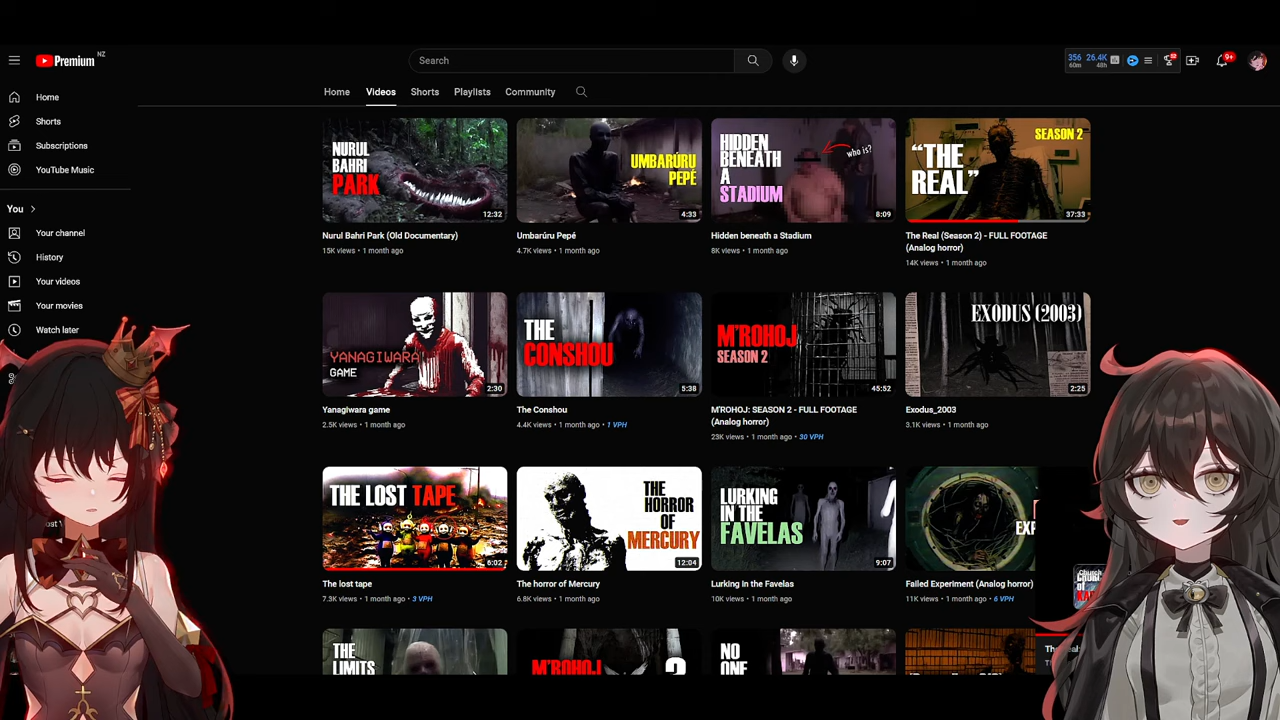 Premium NZ
Search
356 26.4K
60m 48h
9+
Home
Shorts
Subscriptions
YouTube Music
You
Your channel
History
Your videos
Your movies
Watch later
Home Videos Shorts Playlists Community
NURUL
BAHRI
PARK
12:32
Nurul Bahri Park (Old Documentary)
15K views • 1 month ago
UMBARÚRU
PEPÉ
4:33
Umbarúru Pepé
4.7K views • 1 month ago
HIDDEN
BENEATH
A
STADIUM
who is?
8:09
Hidden beneath a Stadium
8K views • 1 month ago
SEASON 2
“THE
REAL”
37:33
The Real (Season 2) - FULL FOOTAGE
(Analog horror)
14K views • 1 month ago
YANAGIWARA
GAME
2:30
Yanagiwara game
2.5K views • 1 month ago
THE
CONSHOU
5:38
The Conshou
4.4K views • 1 month ago • 1 VPH
M'ROHOJ
SEASON 2
45:52
M'ROHOJ: SEASON 2 - FULL FOOTAGE
(Analog horror)
23K views • 1 month ago • 30 VPH
EXODUS (2003)
2:25
Exodus_2003
3.1K views • 1 month ago
THE LOST TAPE
6:02
The lost tape
7.3K views • 1 month ago • 3 VPH
THE
HORROR
OF
MERCURY
12:04
The horror of Mercury
6.8K views • 1 month ago
LURKING
IN THE
FAVELAS
9:07
Lurking in the Favelas
10K views • 1 month ago
Failed Experiment (Analog horror)
11K views • 1 month ago • 6 VPH
THE
LIMITS
M'ROHOJ
2
NO
ONE